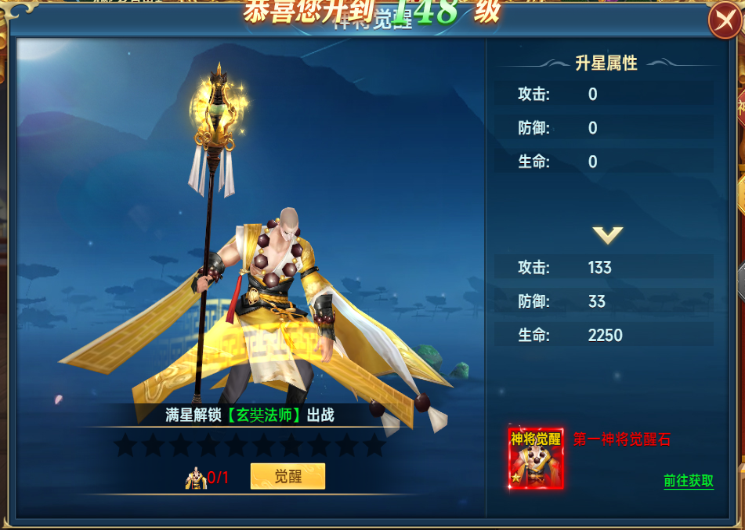 恭喜您升到 148 级
神将觉醒
升星属性
攻击: 0
防御: 0
生命: 0
攻击: 133
防御: 33
生命: 2250
满星解锁【玄奘法师】出战
0/1
觉醒
神将觉醒
第一神将觉醒石
前往获取